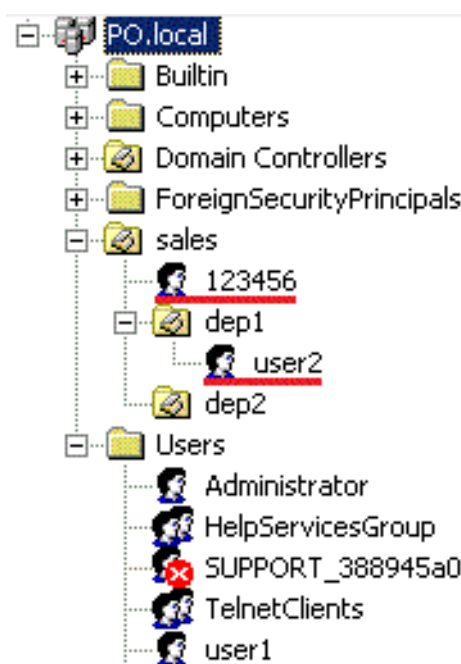 PO.local
Builtin
Computers
Domain Controllers
ForeignSecurityPrincipals
sales
123456
dep1
user2
dep2
Users
Administrator
HelpServicesGroup
SUPPORT_388945a0
TelnetClients
user1